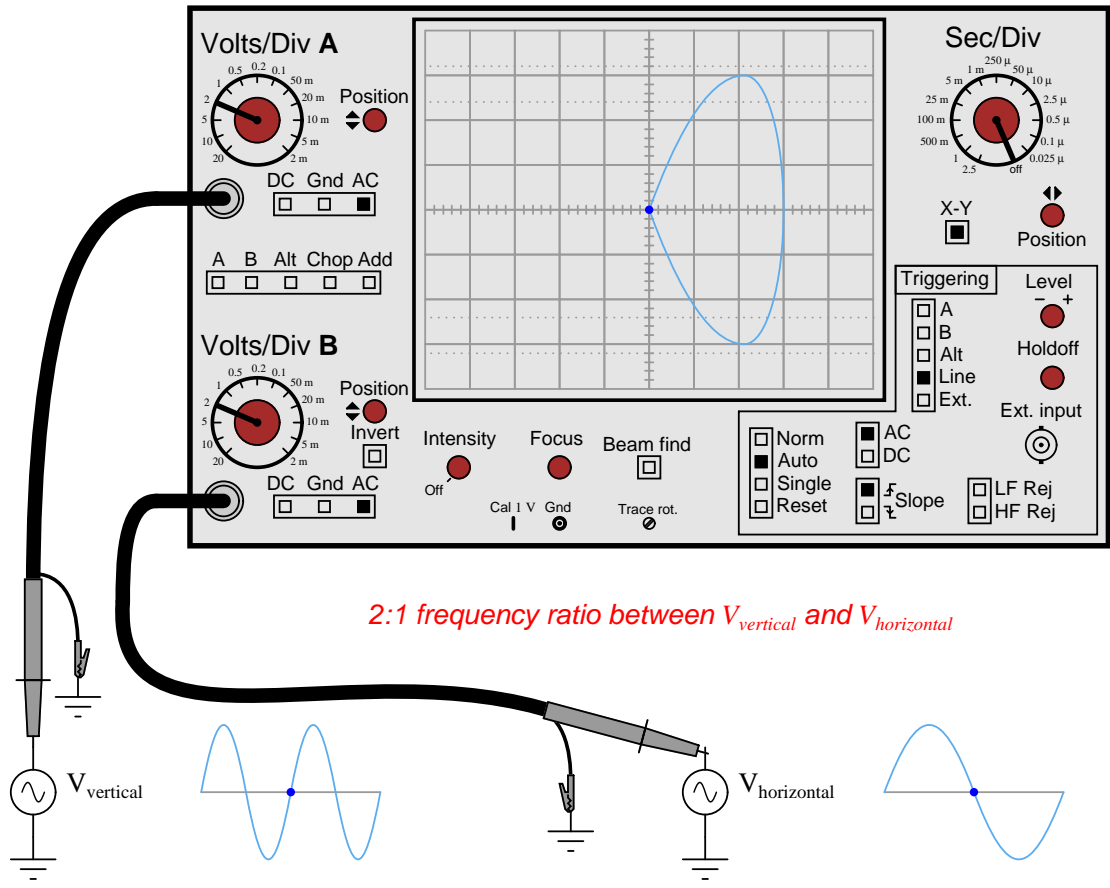 Volts/Div A
0.5 0.2 0.1
1 50 m
2 20 m
5 10 m
10 5 m
20 2 m
Position
DC Gnd AC
A B Alt Chop Add
Volts/Div B
0.5 0.2 0.1
1 50 m
2 20 m
5 10 m
10 5 m
20 2 m
Position
Invert
DC Gnd AC
Intensity
Off
Focus
Beam find
Cal 1 V Gnd
Trace rot.
Sec/Div
250 µ
1 m 50 µ
5 m 10 µ
25 m 2.5 µ
100 m 0.5 µ
500 m 0.1 µ
1 0.025 µ
2.5 off
X-Y
Position
Triggering
A
B
Alt
Line
Ext.
Level
− +
Holdoff
Ext. input
Norm
Auto
Single
Reset
AC
DC
Slope
LF Rej
HF Rej
2:1 frequency ratio between Vvertical and Vhorizontal
Vvertical
Vhorizontal